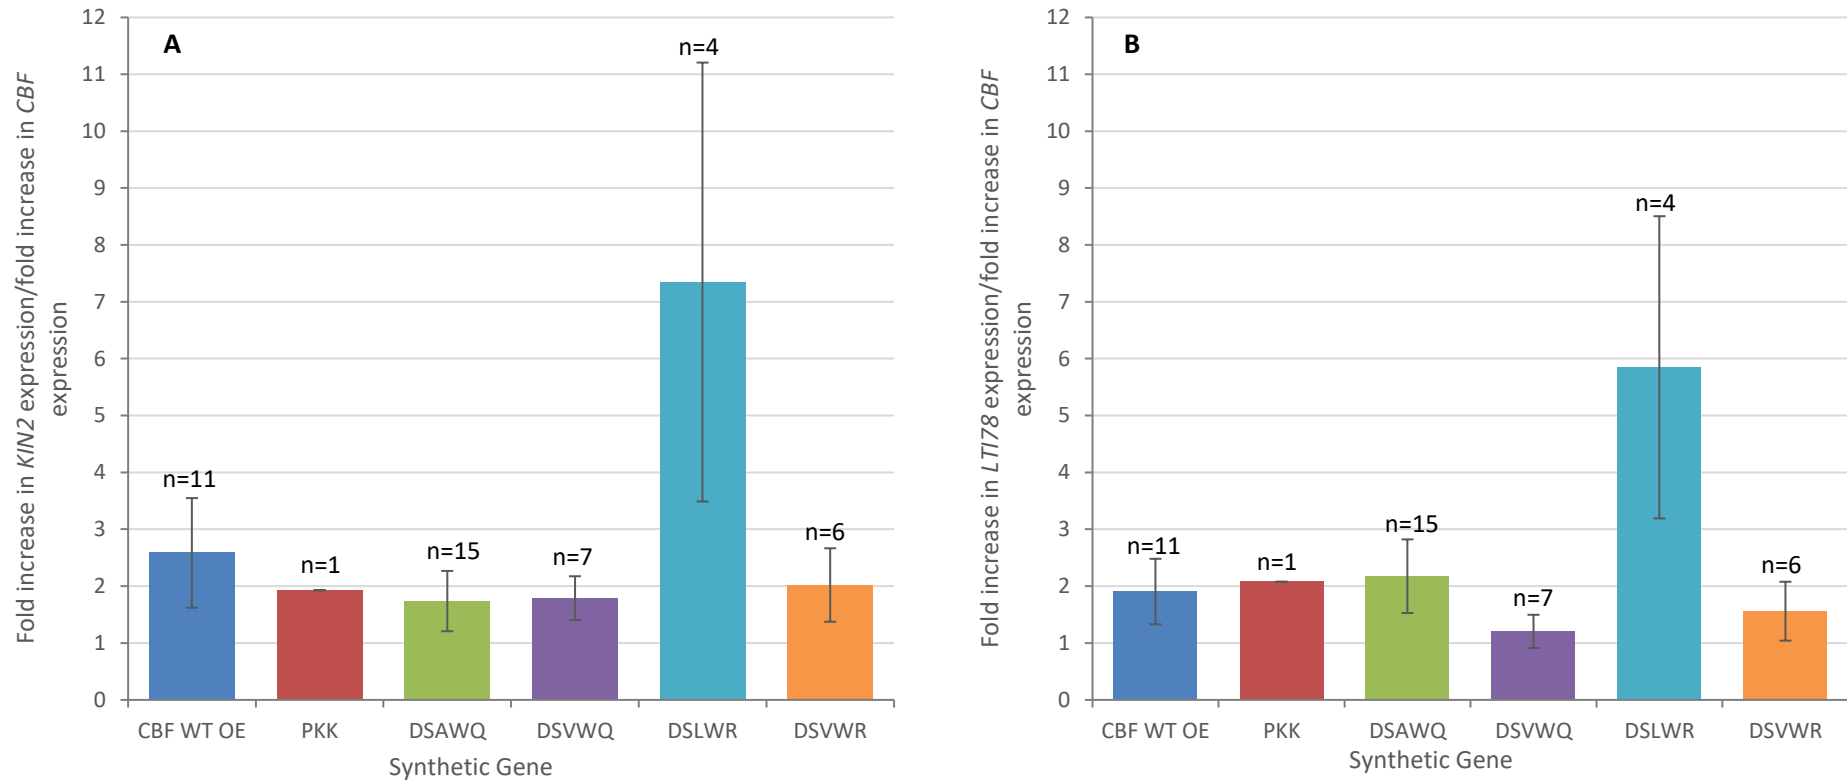 A
Fold increase in KIN2 expression/fold increase in CBF
expression
12
11
10
9
8
7
6
5
4
3
2
1
0
n=11
n=1
n=15
n=7
n=4
n=6
CBF WT OE
PKK
DSAWQ
DSVWQ
DSLWR
DSVWR
Synthetic Gene
B
Fold increase in LTI78 expression/fold increase in CBF
expression
12
11
10
9
8
7
6
5
4
3
2
1
0
n=11
n=1
n=15
n=7
n=4
n=6
CBF WT OE
PKK
DSAWQ
DSVWQ
DSLWR
DSVWR
Synthetic Gene